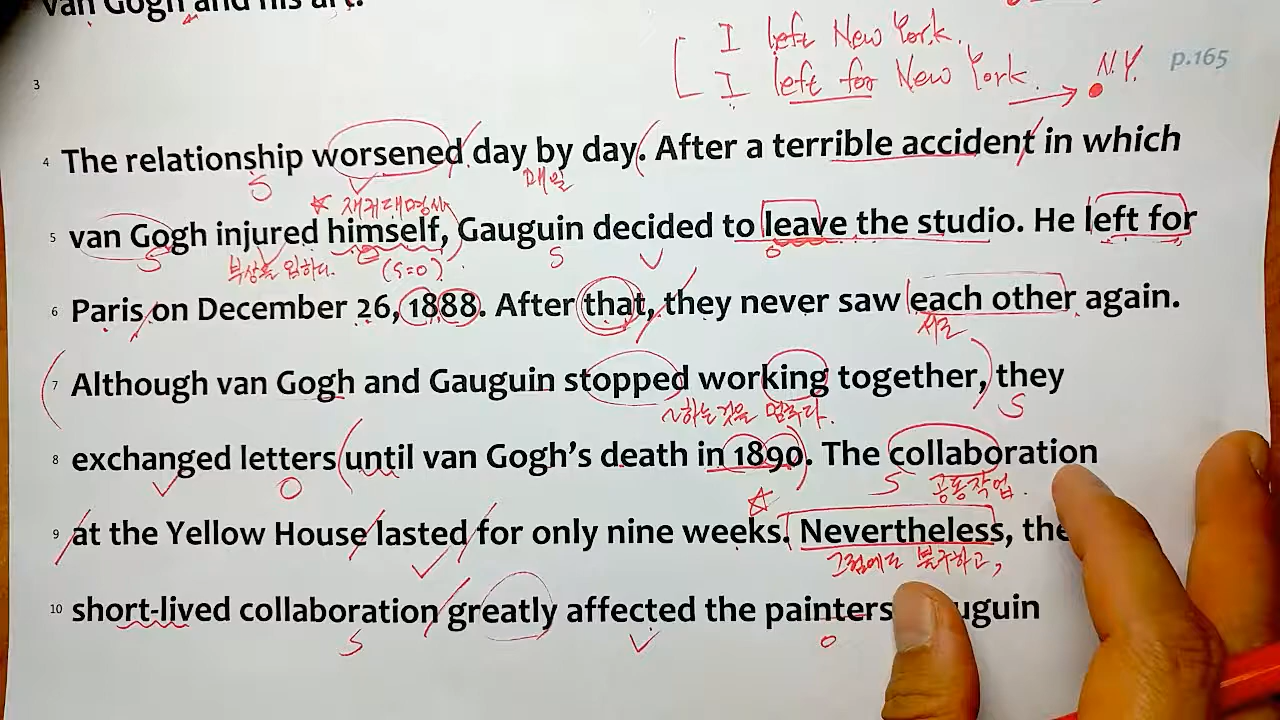 van Gogh and his art.
I left New York.
I left for New York. → N.Y.
p.165
3
4 The relationship worsened day by day. After a terrible accident in which
S 매일
★ 재귀대명사
5 van Gogh injured himself, Gauguin decided to leave the studio. He left for
S 부상을 입히다. (S=O) S O
6 Paris on December 26, 1888. After that, they never saw each other again.
서로
7 Although van Gogh and Gauguin stopped working together, they
~하는것을 멈추다. S
8 exchanged letters until van Gogh's death in 1890. The collaboration
O S 공동작업.
9 at the Yellow House lasted for only nine weeks. Nevertheless,
그럼에도 불구하고,
10 short-lived collaboration greatly affected the painters
S O